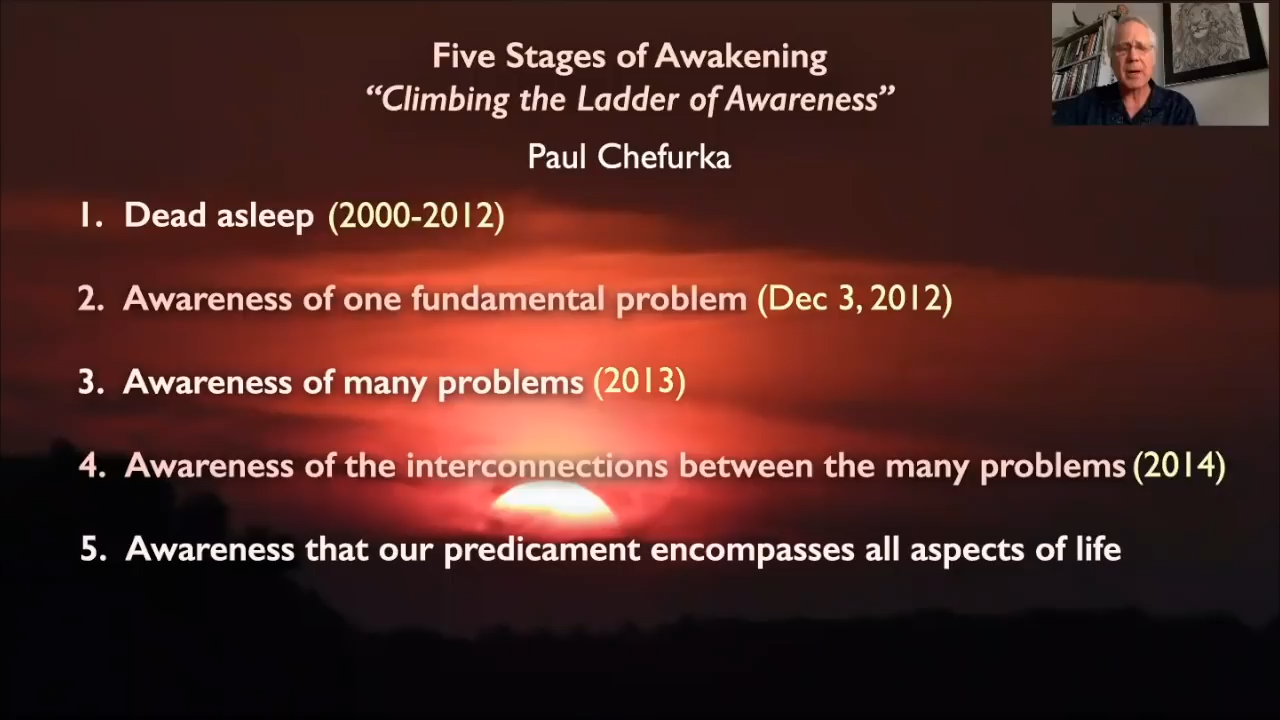 Five Stages of Awakening
“Climbing the Ladder of Awareness”
Paul Chefurka
1. Dead asleep (2000-2012)
2. Awareness of one fundamental problem (Dec 3, 2012)
3. Awareness of many problems (2013)
4. Awareness of the interconnections between the many problems (2014)
5. Awareness that our predicament encompasses all aspects of life